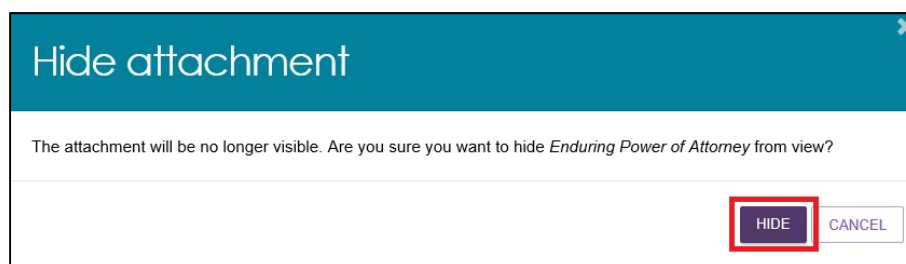 Hide attachment
The attachment will be no longer visible. Are you sure you want to hide Enduring Power of Attorney from view?
HIDE CANCEL